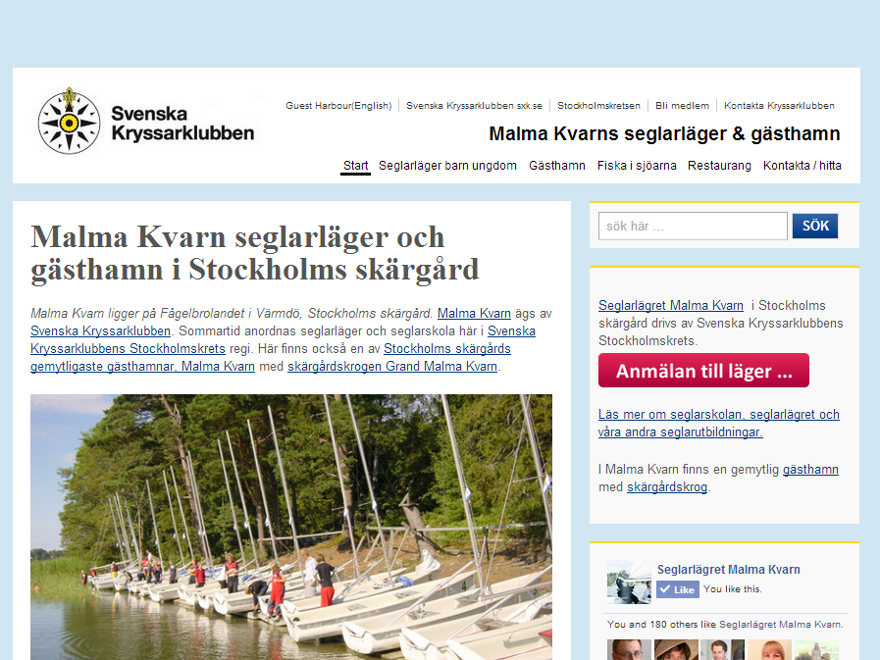 Svenska
Kryssarklubben
Guest Harbour(English)
Svenska Kryssarklubben sxk.se
Stockholmskretsen
Bli medlem
Kontakta Kryssarklubben
Malma Kvarns seglarläger & gästhamn
Start
Seglarläger barn ungdom
Gästhamn
Fiska i sjöarna
Restaurang
Kontakta / hitta
Malma Kvarn seglarläger och
gästhamn i Stockholms skärgård
Malma Kvarn ligger på Fågelbrolandet i Värmdö, Stockholms skärgård. Malma Kvarn ägs av
Svenska Kryssarklubben. Sommartid anordnas seglarläger och seglarskola här i Svenska
Kryssarklubbens Stockholmskrets regi. Här finns också en av Stockholms skärgårds
gemytligaste gästhamnar, Malma Kvarn med skärgårdskrogen Grand Malma Kvarn.
4
sök här ...
SÖK
Seglarlägret Malma Kvarn i Stockholms
skärgård drivs av Svenska Kryssarklubbens
Stockholmskrets.
Anmälan till läger ...
Läs mer om seglarskolan, seglarlägret och
våra andra seglarutbildningar.
I Malma Kvarn finns en gemytlig gästhamn
med skärgårdskrog.
Seglarlägret Malma Kvarn
Like
You like this.
You and 180 others like Seglarlägret Malma Kvarn.